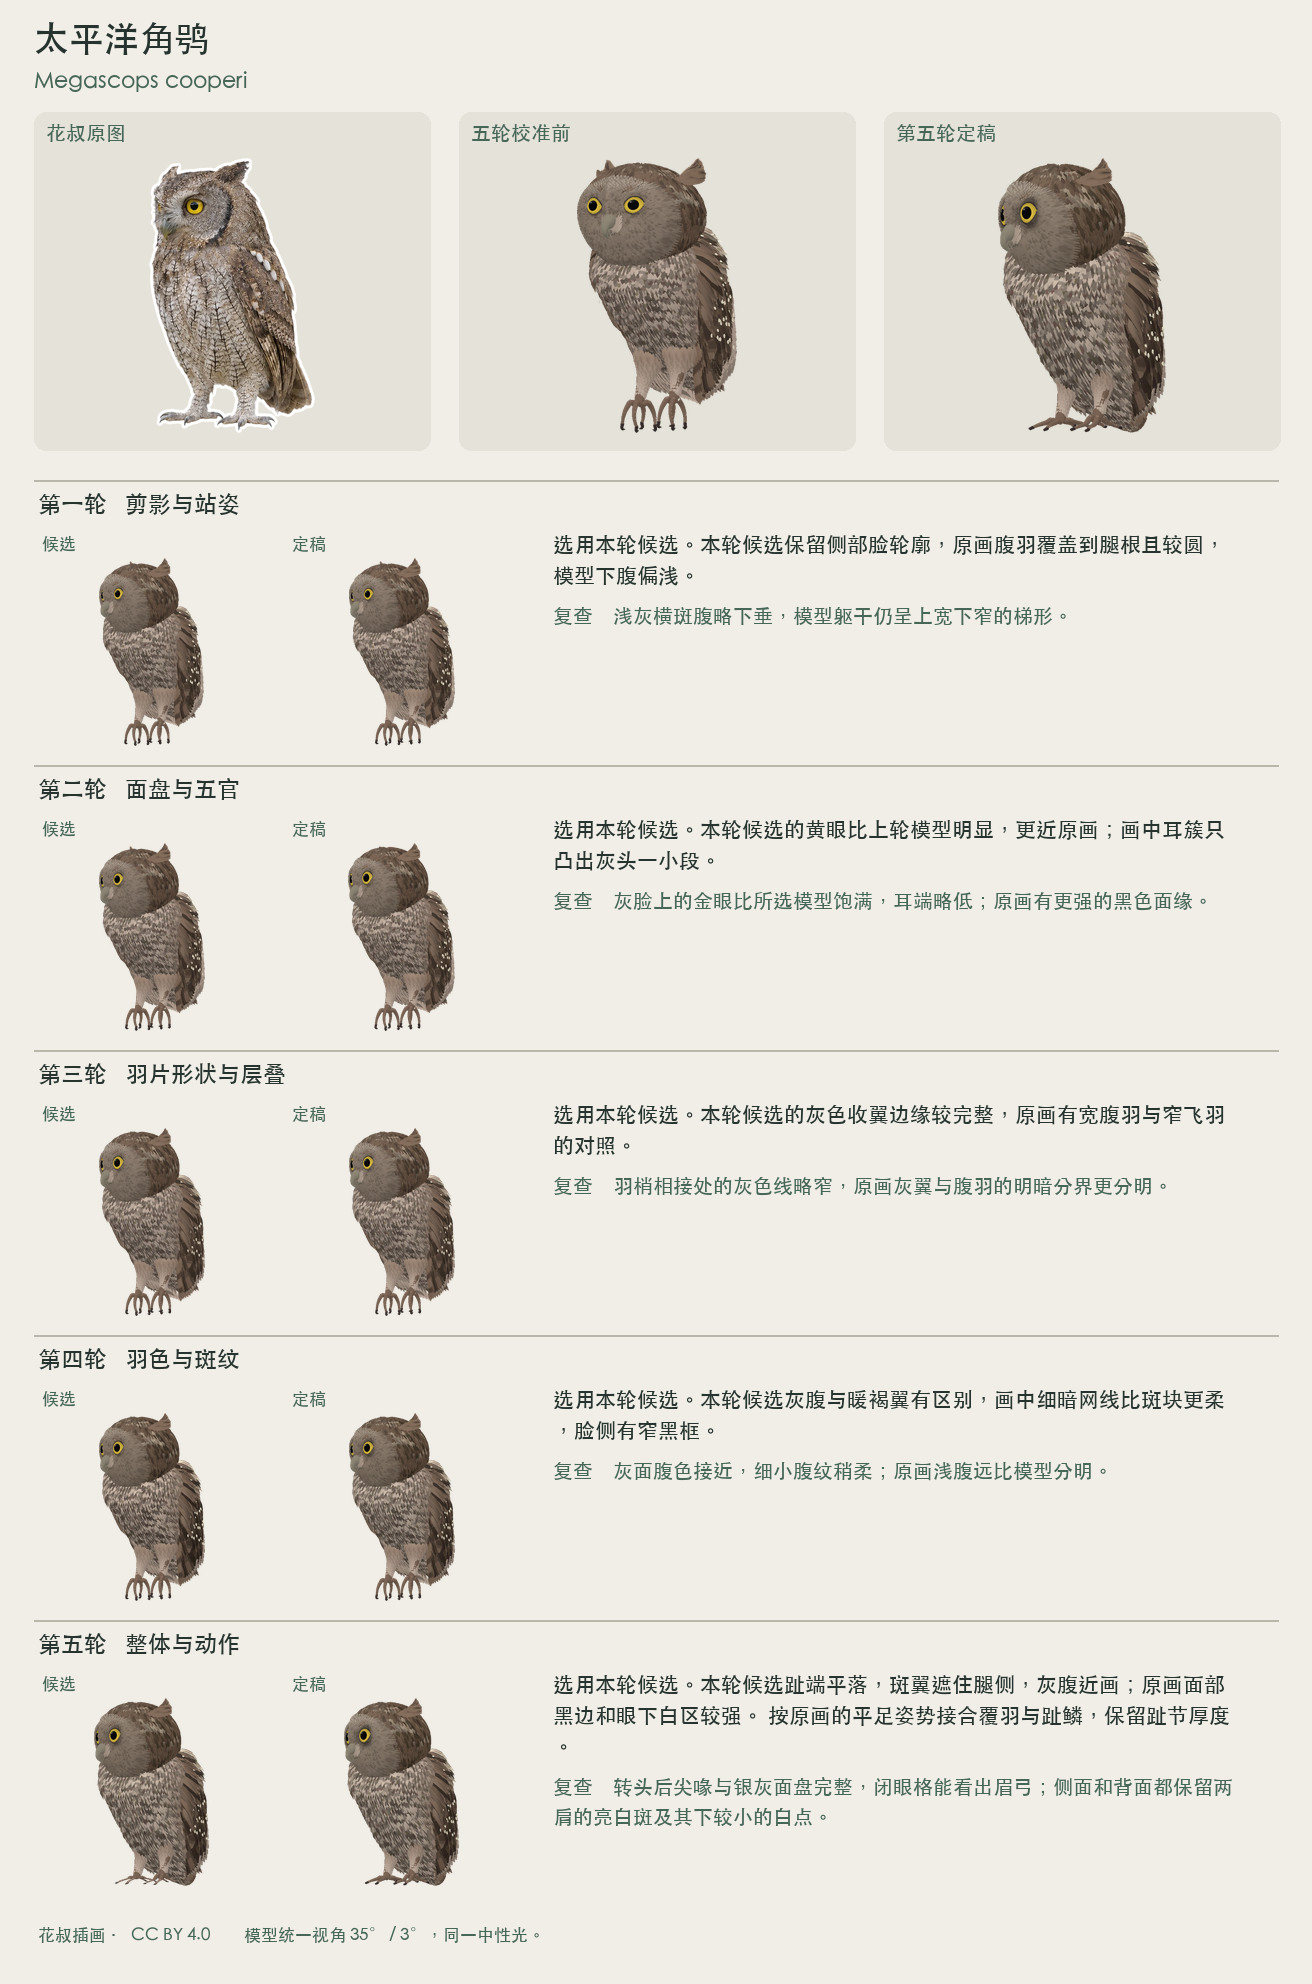 太平洋角鸮
Megascops cooperi
花叔原图
五轮校准前
第五轮定稿
第一轮 剪影与站姿
候选
定稿
选用本轮候选。本轮候选保留侧部脸轮廓，原画腹羽覆盖到腿根且较圆，
模型下腹偏浅。
复查 浅灰横斑腹略下垂，模型躯干仍呈上宽下窄的梯形。
第二轮 面盘与五官
候选
定稿
选用本轮候选。本轮候选的黄眼比上轮模型明显，更近原画；画中耳簇只
凸出灰头一小段。
复查 灰脸上的金眼比所选模型饱满，耳端略低；原画有更强的黑色面缘。
第三轮 羽片形状与层叠
候选
定稿
选用本轮候选。本轮候选的灰色收翼边缘较完整，原画有宽腹羽与窄飞羽
的对照。
复查 羽梢相接处的灰色线略窄，原画灰翼与腹羽的明暗分界更分明。
第四轮 羽色与斑纹
候选
定稿
选用本轮候选。本轮候选灰腹与暖褐翼有区别，画中细暗网线比斑块更柔
，脸侧有窄黑框。
复查 灰面腹色接近，细小腹纹稍柔；原画浅腹远比模型分明。
第五轮 整体与动作
候选
定稿
选用本轮候选。本轮候选趾端平落，斑翼遮住腿侧，灰腹近画；原画面部
黑边和眼下白区较强。 按原画的平足姿势接合覆羽与趾鳞，保留趾节厚度
。
复查 转头后尖喙与银灰面盘完整，闭眼格能看出眉弓；侧面和背面都保留两
肩的亮白斑及其下较小的白点。
花叔插画 · CC BY 4.0 模型统一视角 35° / 3° ，同一中性光。